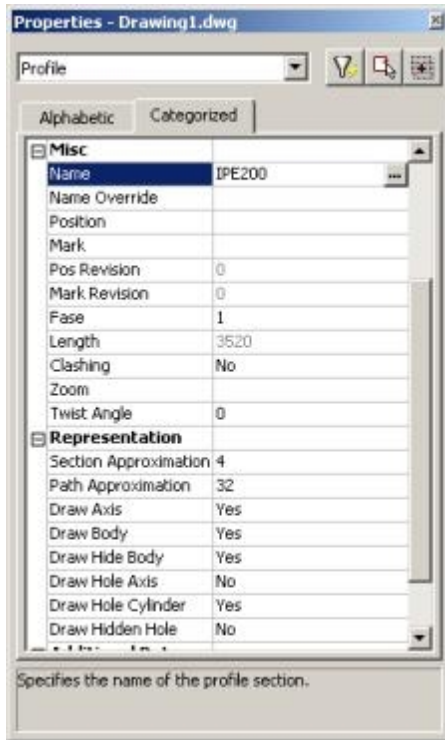 Properties - Drawing1.dwg
Profile
Alphabetic Categorized
Misc
Name IPE200 ...
Name Override
Position
Mark
Pos Revision 0
Mark Revision 0
Fase 1
Length 3520
Clashing No
Zoom
Twist Angle 0
Representation
Section Approximation 4
Path Approximation 32
Draw Axis Yes
Draw Body Yes
Draw Hide Body Yes
Draw Hole Axis No
Draw Hole Cylinder Yes
Draw Hidden Hole No
Specifies the name of the profile section.